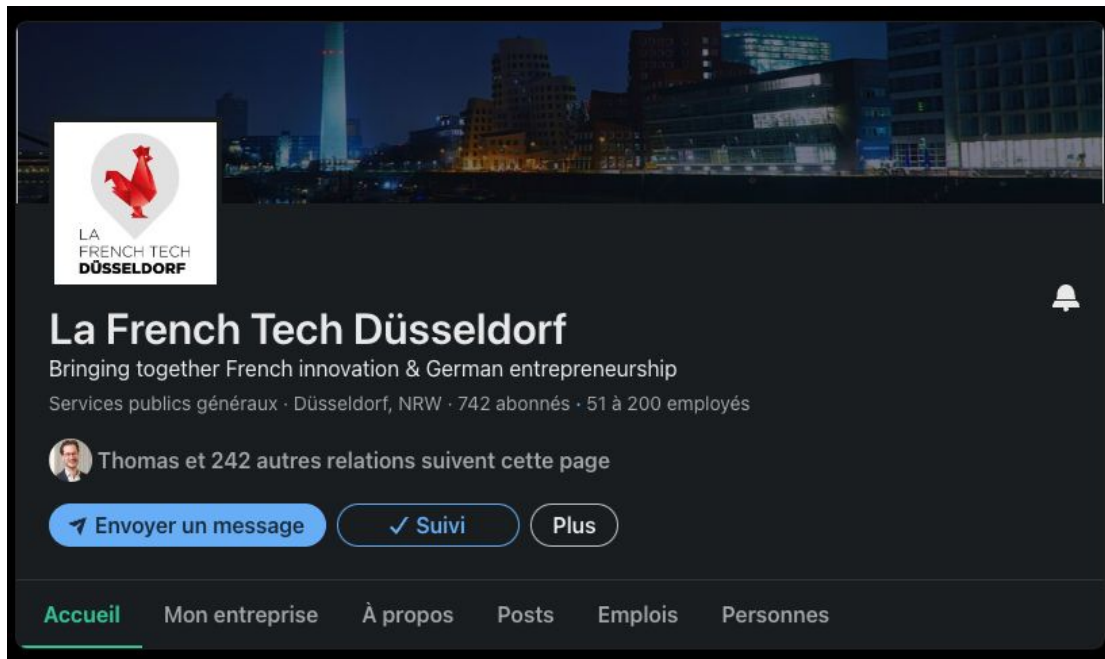 LA
FRENCH TECH
DÜSSELDORF
La French Tech Düsseldorf
Bringing together French innovation & German entrepreneurship
Services publics généraux · Düsseldorf, NRW · 742 abonnés · 51 à 200 employés
Thomas et 242 autres relations suivent cette page
Envoyer un message ✓ Suivi Plus
Accueil Mon entreprise À propos Posts Emplois Personnes